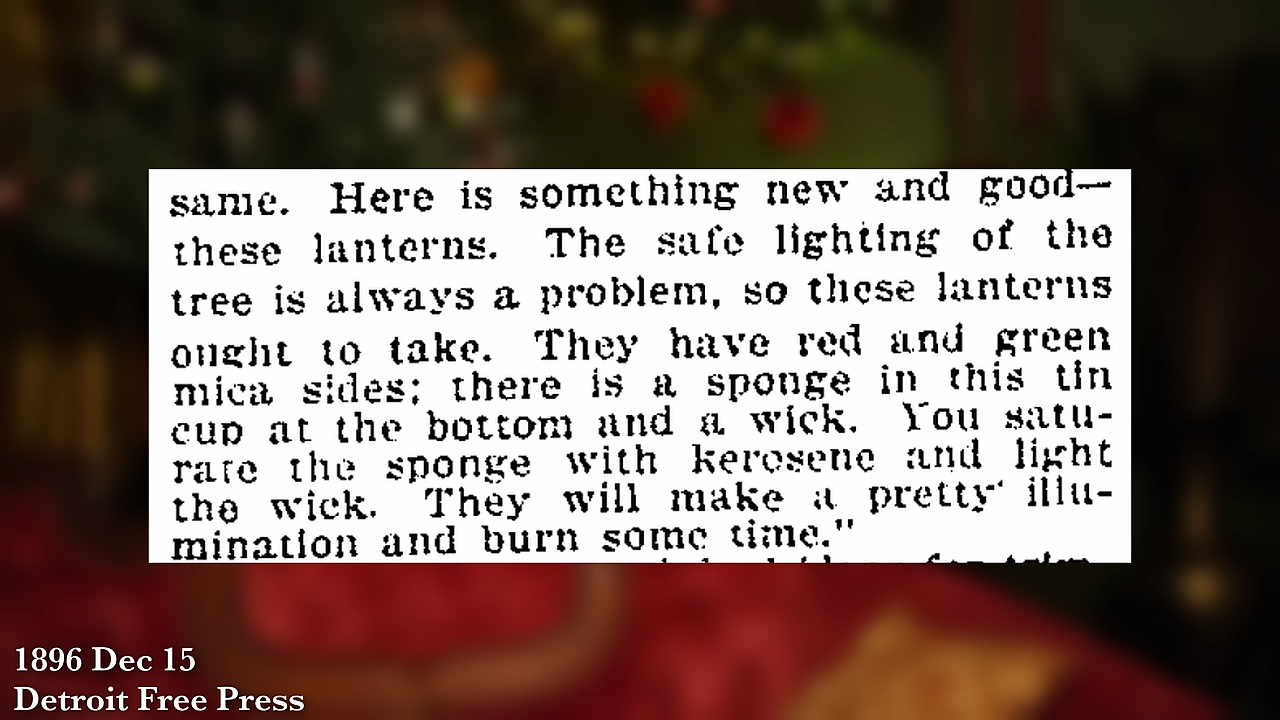 same. Here is something new and good—
these lanterns. The safe lighting of the
tree is always a problem, so these lanterns
ought to take. They have red and green
mica sides; there is a sponge in this tin
cup at the bottom and a wick. You satu-
rate the sponge with kerosene and light
the wick. They will make a pretty illu-
mination and burn some time."
1896 Dec 15
Detroit Free Press